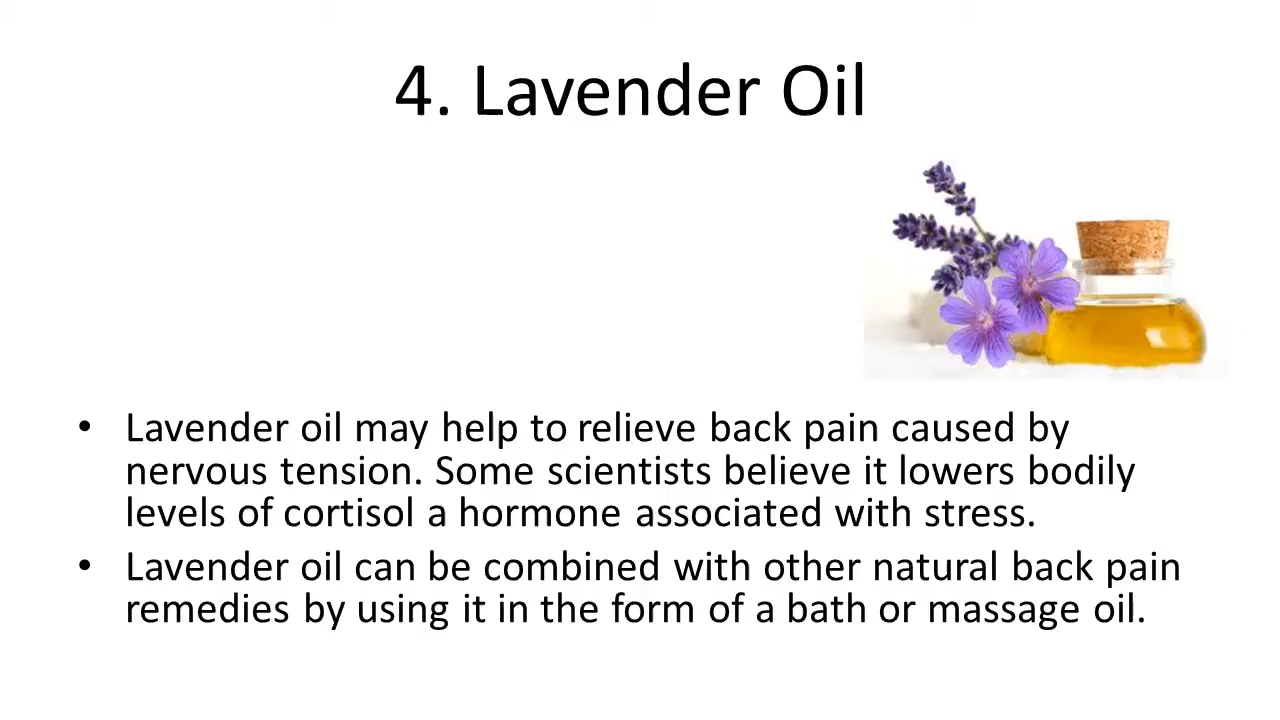 4. Lavender Oil
• Lavender oil may help to relieve back pain caused by
nervous tension. Some scientists believe it lowers bodily
levels of cortisol a hormone associated with stress.
• Lavender oil can be combined with other natural back pain
remedies by using it in the form of a bath or massage oil.